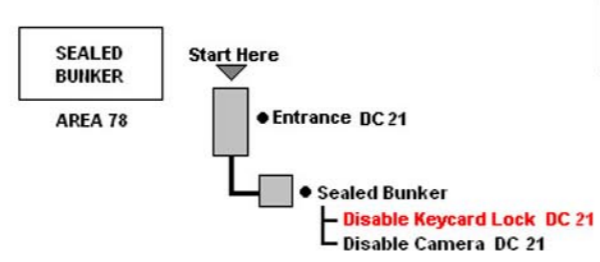 SEALED
BUNKER
AREA 78
Start Here
Entrance DC 21
Sealed Bunker
Disable Keycard Lock DC 21
Disable Camera DC 21